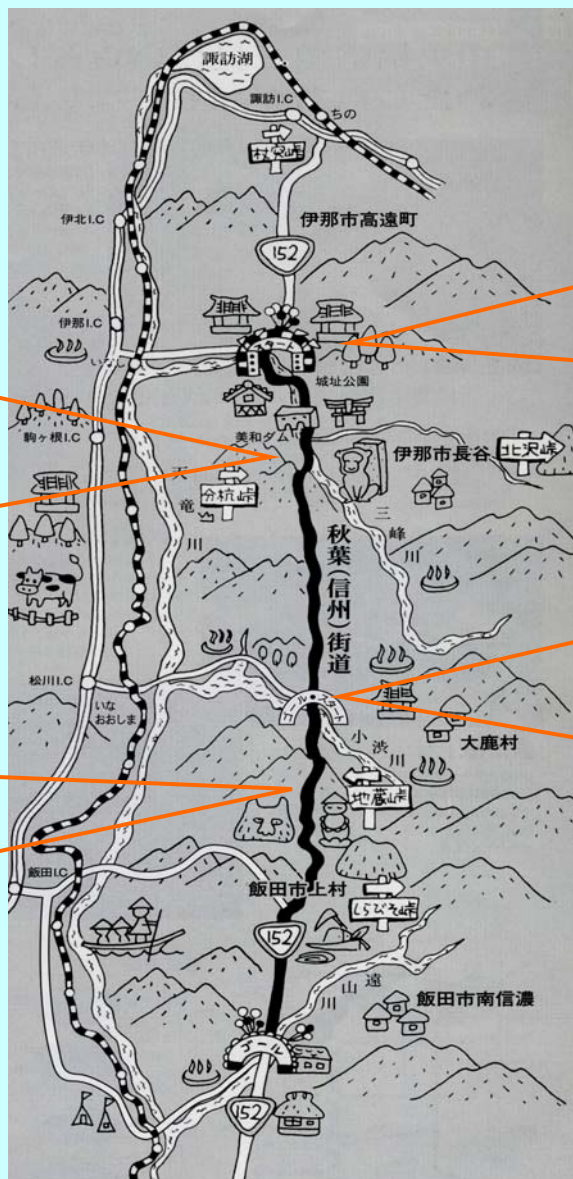 諏訪湖
諏訪I.C
ちの
杖突峠
伊北I.C
伊那市高遠町
152
伊那I.C
いなし
スタート
城址公園
美和ダム
駒ヶ根I.C
伊那市長谷
北沢峠
分杭峠
天竜川
三峰川
秋葉(信州)街道
松川I.C
いな
おおしま
ゴール・スタート
大鹿村
小渋川
地蔵峠
飯田I.C
飯田市上村
しらびそ峠
152
遠山川
飯田市南信濃
ゴール
152